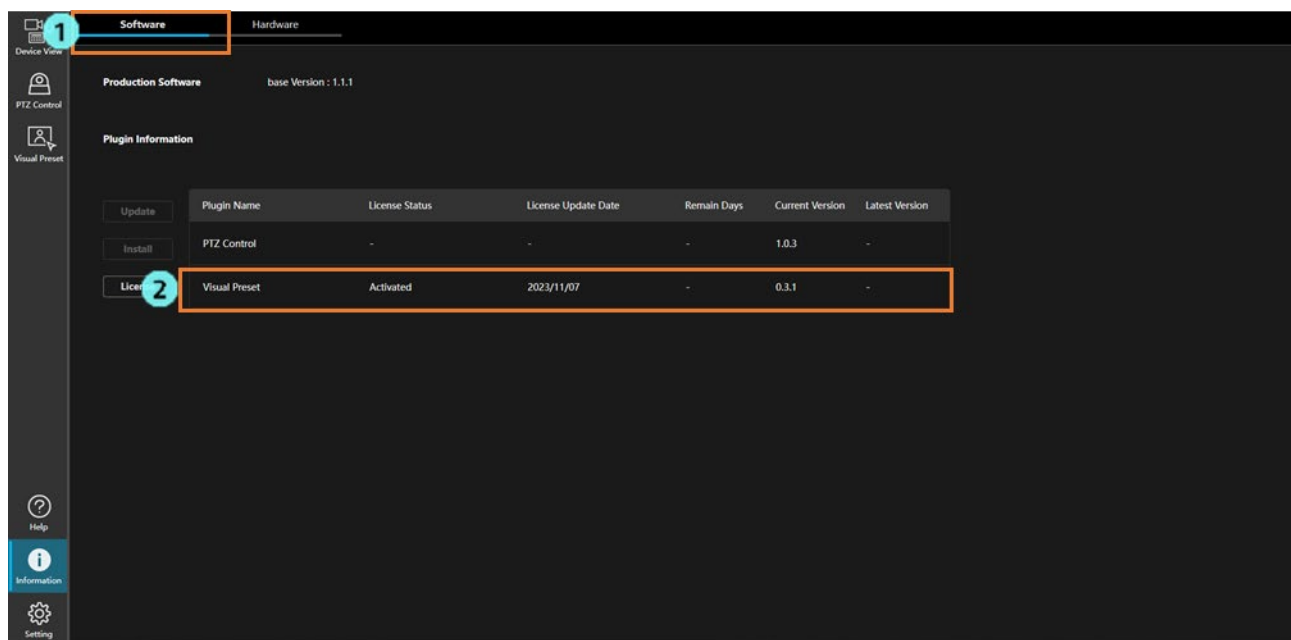 1
Software
Hardware
Device View
Production Software
base Version : 1.1.1
PTZ Control
Plugin Information
Visual Preset
Update
Plugin Name
License Status
License Update Date
Remain Days
Current Version
Latest Version
Install
PTZ Control
-
-
-
1.0.3
-
2
Visual Preset
Activated
2023/11/07
-
0.3.1
-
Help
Information
Setting